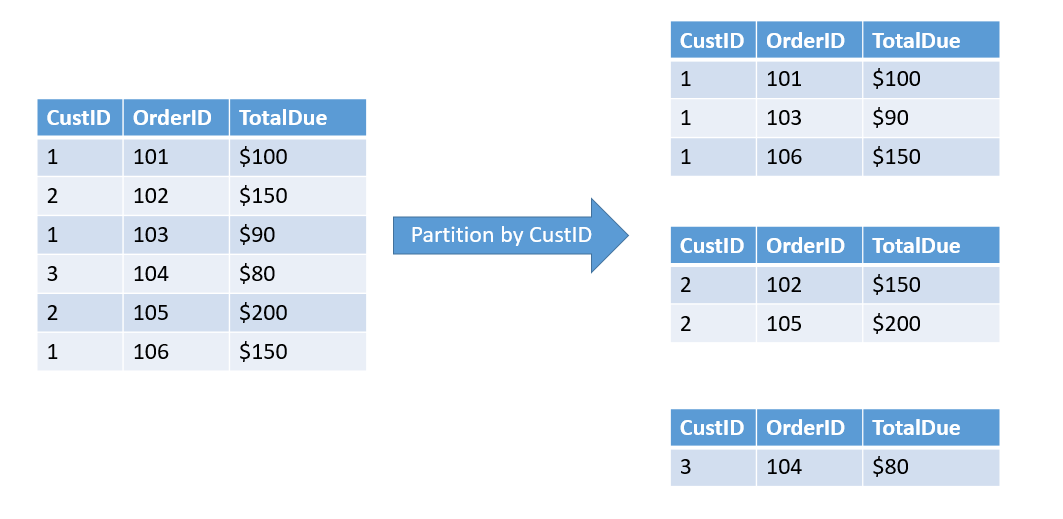 CustID OrderID TotalDue
1 101 $100
2 102 $150
1 103 $90
3 104 $80
2 105 $200
1 106 $150
Partition by CustID
CustID OrderID TotalDue
1 101 $100
1 103 $90
1 106 $150
CustID OrderID TotalDue
2 102 $150
2 105 $200
CustID OrderID TotalDue
3 104 $80